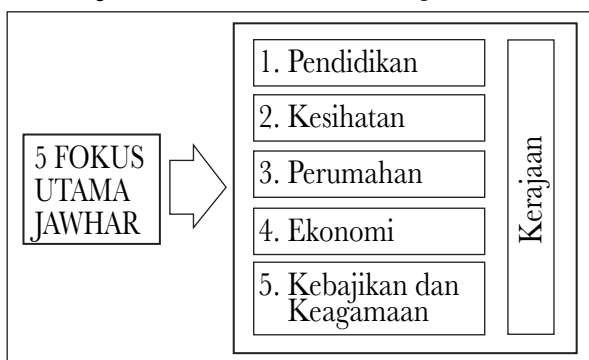 5 FOKUS
UTAMA
JAWHAR
1. Pendidikan
2. Kesihatan
3. Perumahan
4. Ekonomi
5. Kebajikan dan
Keagamaan
Kerajaan